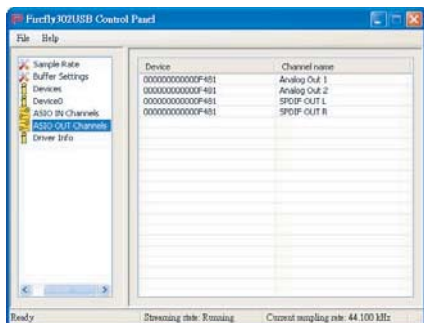 Firefly302USB Control Panel
File Help
Sample Rate
Buffer Settings
Devices
Device0
ASIO IN Channels
ASIO OUT Channels
Driver Info
Device Channel name
000000000000F481 Analog Out 1
000000000000F481 Analog Out 2
000000000000F481 SPDIF OUT L
000000000000F481 SPDIF OUT R
Ready Streaming state: Running Current sampling rate: 44.100 kHz